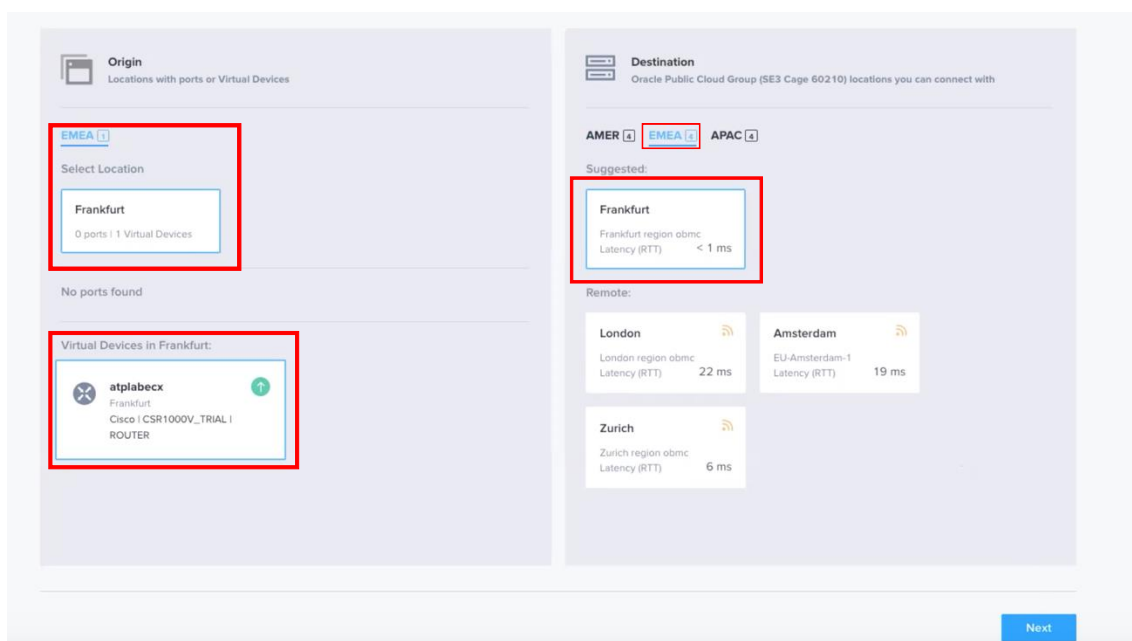 Origin
Locations with ports or Virtual Devices
EMEA 1
Select Location
Frankfurt
0 ports | 1 Virtual Devices
No ports found
Virtual Devices in Frankfurt:
atplabecx
Frankfurt
Cisco | CSR1000V_TRIAL |
ROUTER
Destination
Oracle Public Cloud Group (SE3 Cage 60210) locations you can connect with
AMER 4 EMEA 4 APAC 4
Suggested:
Frankfurt
Frankfurt region obmc
Latency (RTT) < 1 ms
Remote:
London
London region obmc
Latency (RTT) 22 ms
Amsterdam
EU-Amsterdam-1
Latency (RTT) 19 ms
Zurich
Zurich region obmc
Latency (RTT) 6 ms
Next